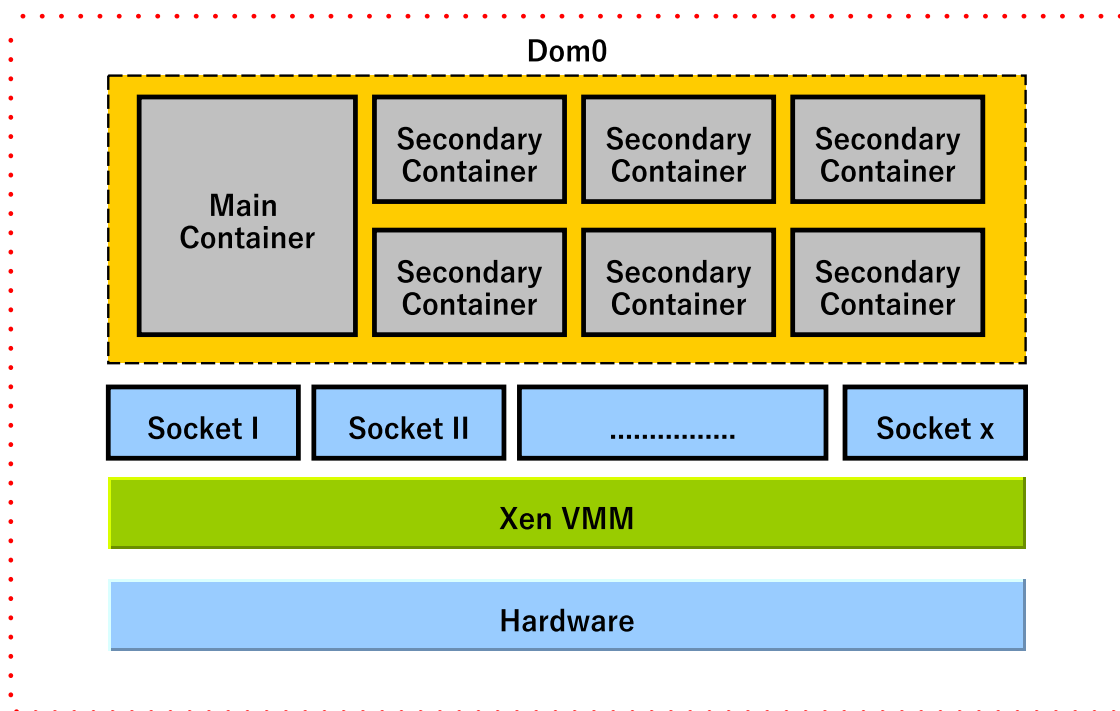 Dom0
Main
Container
Secondary
Container
Secondary
Container
Secondary
Container
Secondary
Container
Secondary
Container
Secondary
Container
Socket I
Socket II
................
Socket x
Xen VMM
Hardware